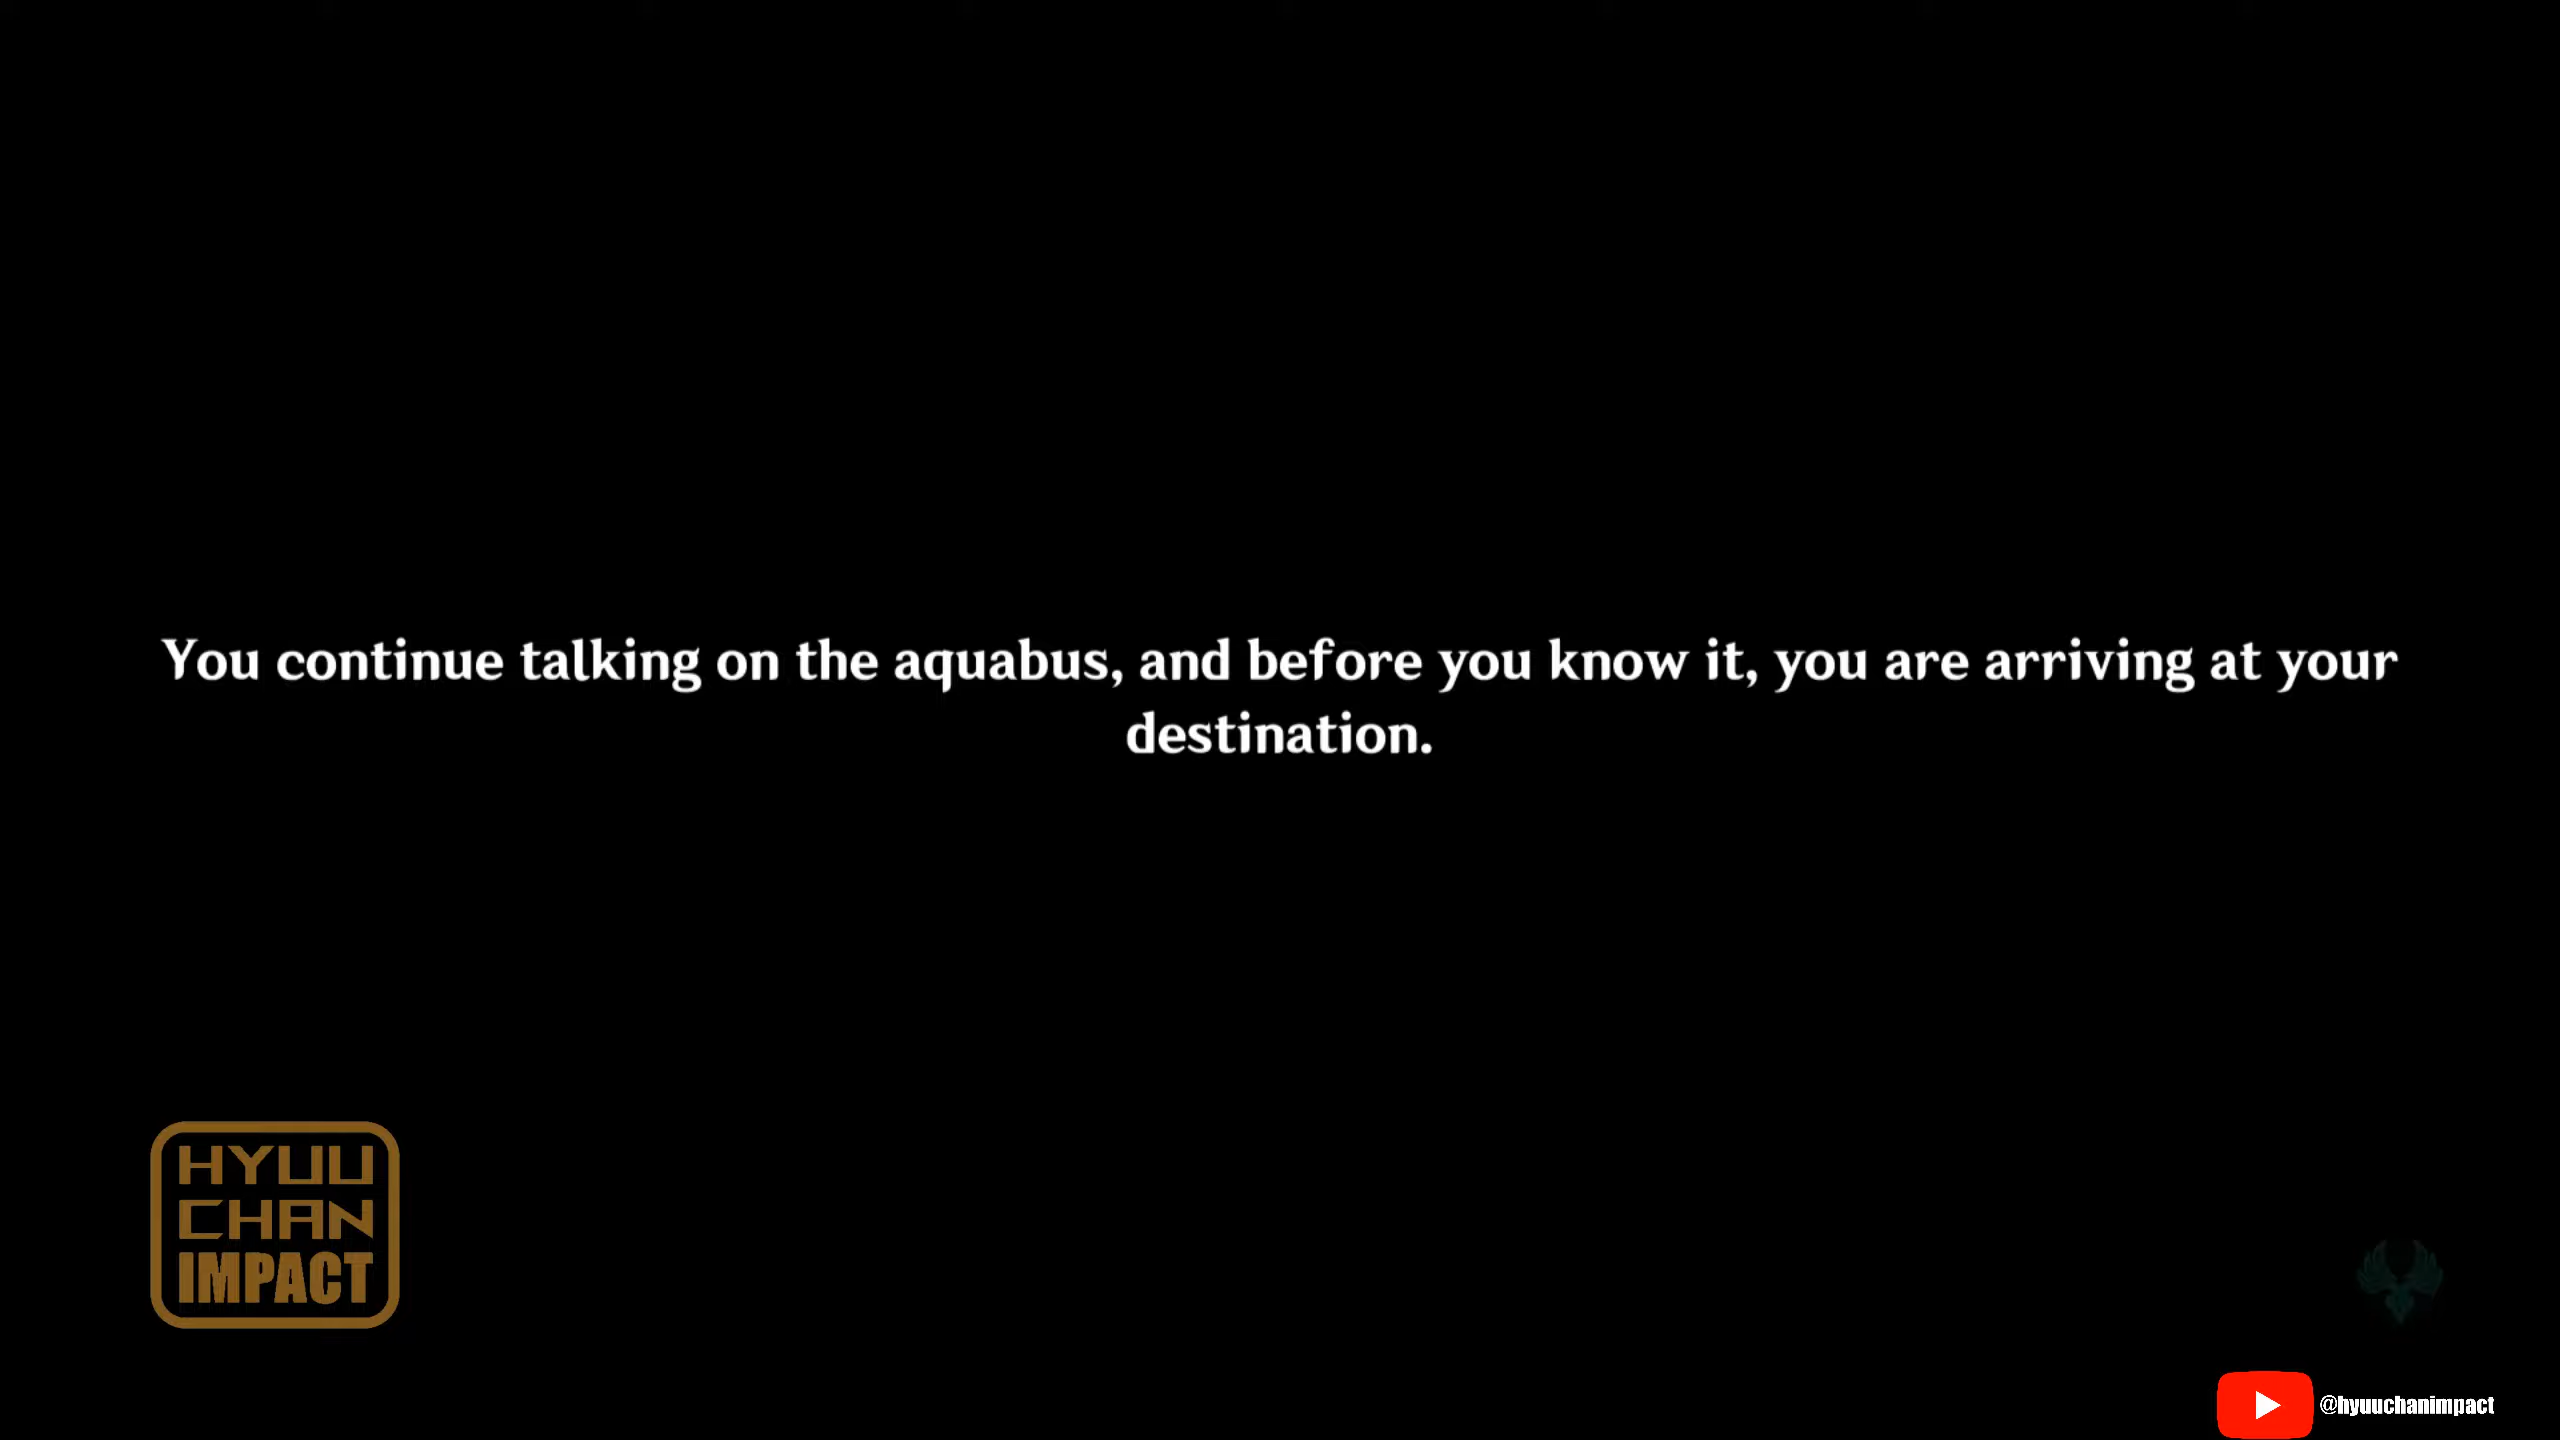 You continue talking on the aquabus, and before you know it, you are arriving at your
destination.
HYUU
CHAN
IMPACT
@hyuuchanimpact